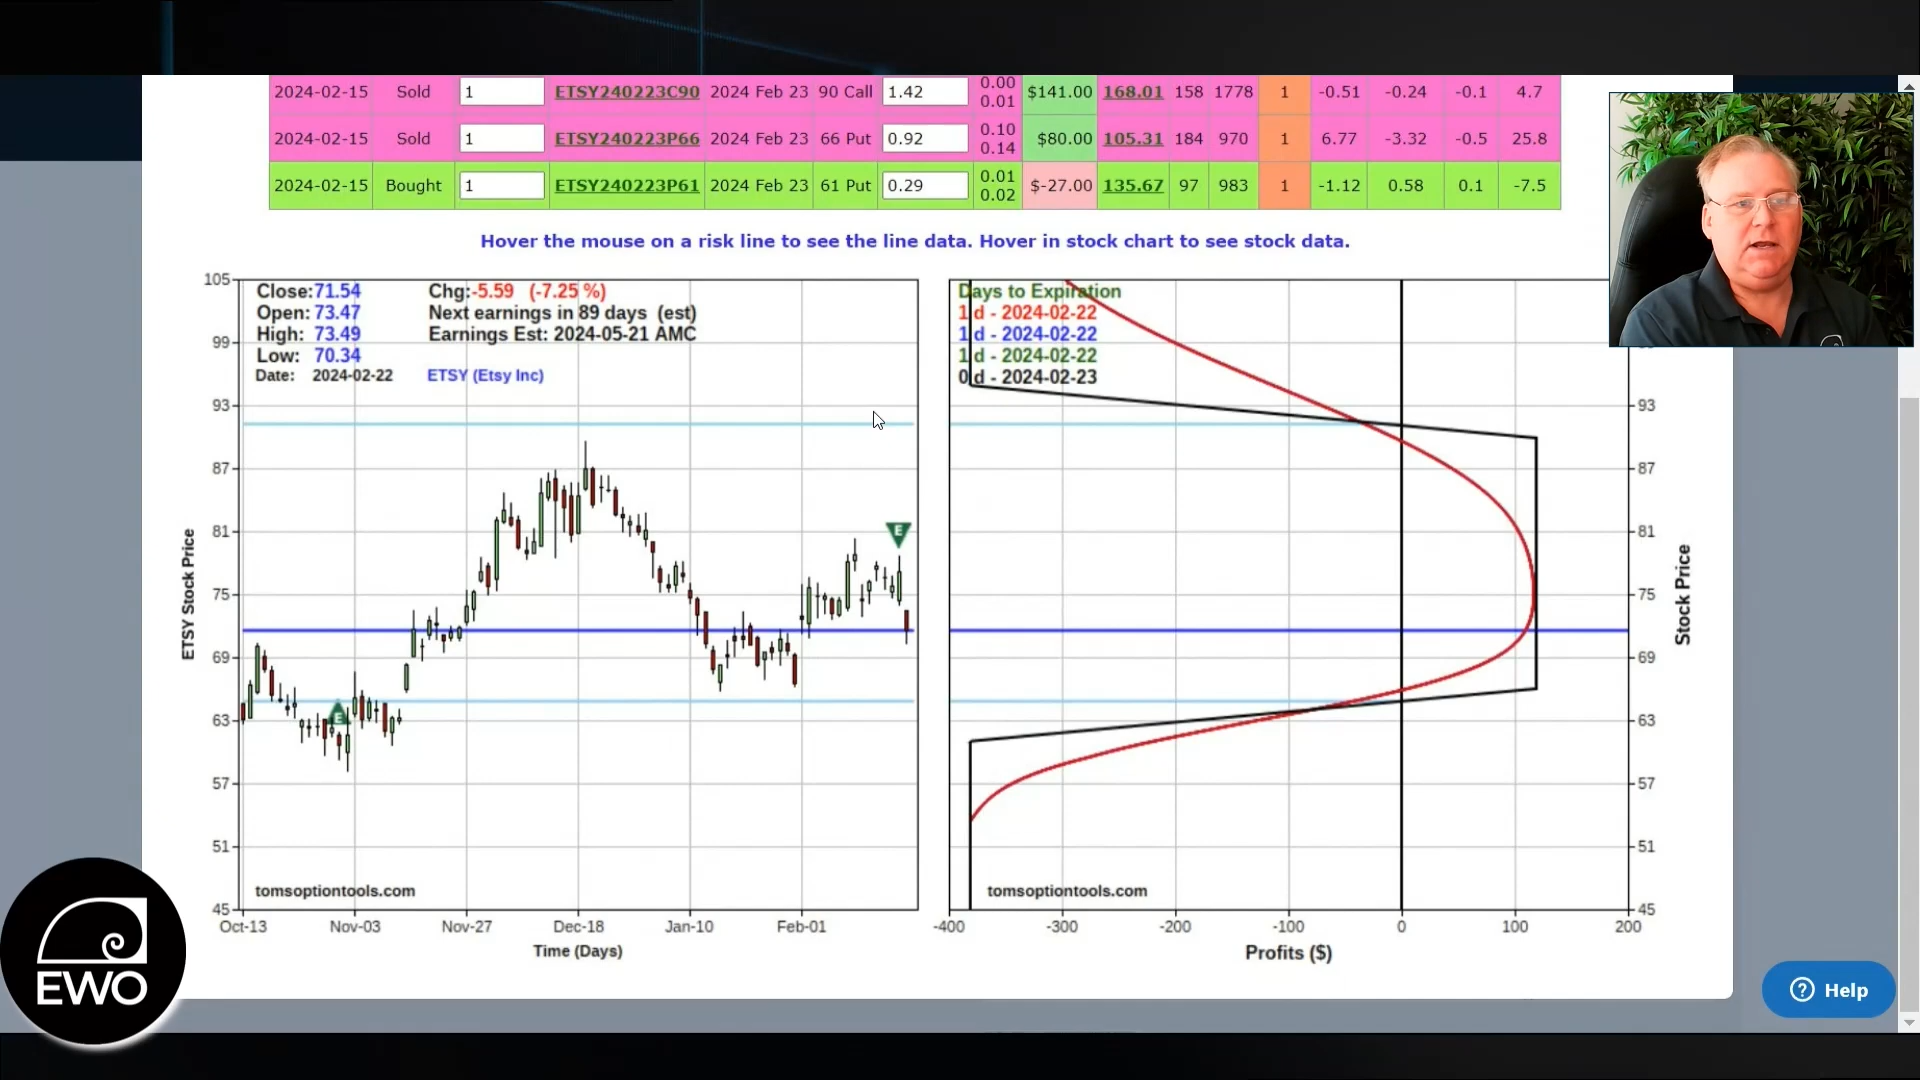 2024-02-15 Sold 1 ETSY240223C90 2024 Feb 23 90 Call 1.42 0.00 0.01 $141.00 168.01 158 1778 1 -0.51 -0.24 -0.1 4.7
2024-02-15 Sold 1 ETSY240223P66 2024 Feb 23 66 Put 0.92 0.10 0.14 $80.00 105.31 184 970 1 6.77 -3.32 -0.5 25.8
2024-02-15 Bought 1 ETSY240223P61 2024 Feb 23 61 Put 0.29 0.01 0.02 $-27.00 135.67 97 983 1 -1.12 0.58 0.1 -7.5
Hover the mouse on a risk line to see the line data. Hover in stock chart to see stock data.
105
99
93
87
81
75
69
63
57
51
45
ETSY Stock Price
Close:71.54 Chg:-5.59 (-7.25 %)
Open: 73.47 Next earnings in 89 days (est)
High: 73.49 Earnings Est: 2024-05-21 AMC
Low: 70.34
Date: 2024-02-22 ETSY (Etsy Inc)
E
E
tomsoptiontools.com
Oct-13 Nov-03 Nov-27 Dec-18 Jan-10 Feb-01
Time (Days)
Days to Expiration
1 d - 2024-02-22
1 d - 2024-02-22
1 d - 2024-02-22
0 d - 2024-02-23
tomsoptiontools.com
-400 -300 -200 -100 0 100 200
Profits ($)
93
87
81
75
69
63
57
51
45
Stock Price
EWO
Help